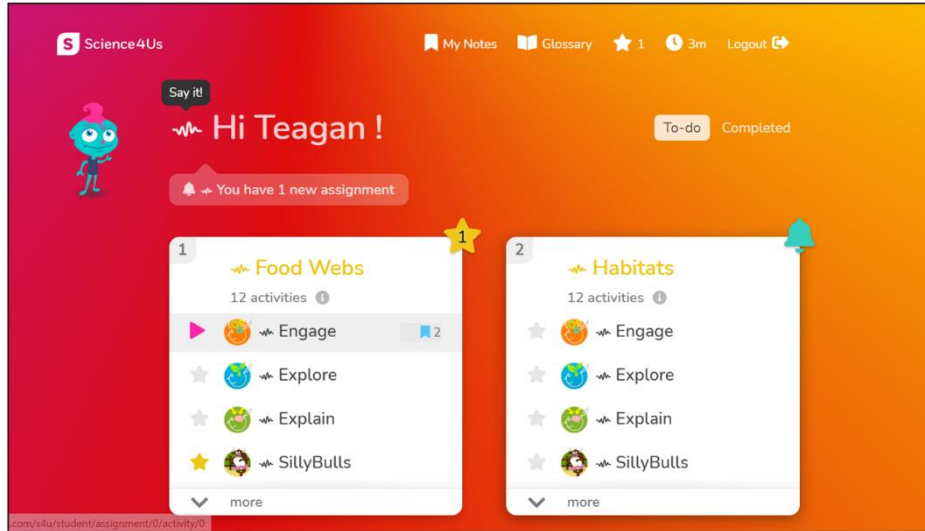 S Science4Us
My Notes Glossary 1 3m Logout
Say it!
Hi Teagan !
To-do Completed
You have 1 new assignment
1
1
Food Webs
12 activities i
Engage 2
Explore
Explain
SillyBulls
more
2
Habitats
12 activities i
Engage
Explore
Explain
SillyBulls
more
.com/s4u/student/assignment/0/activity/0